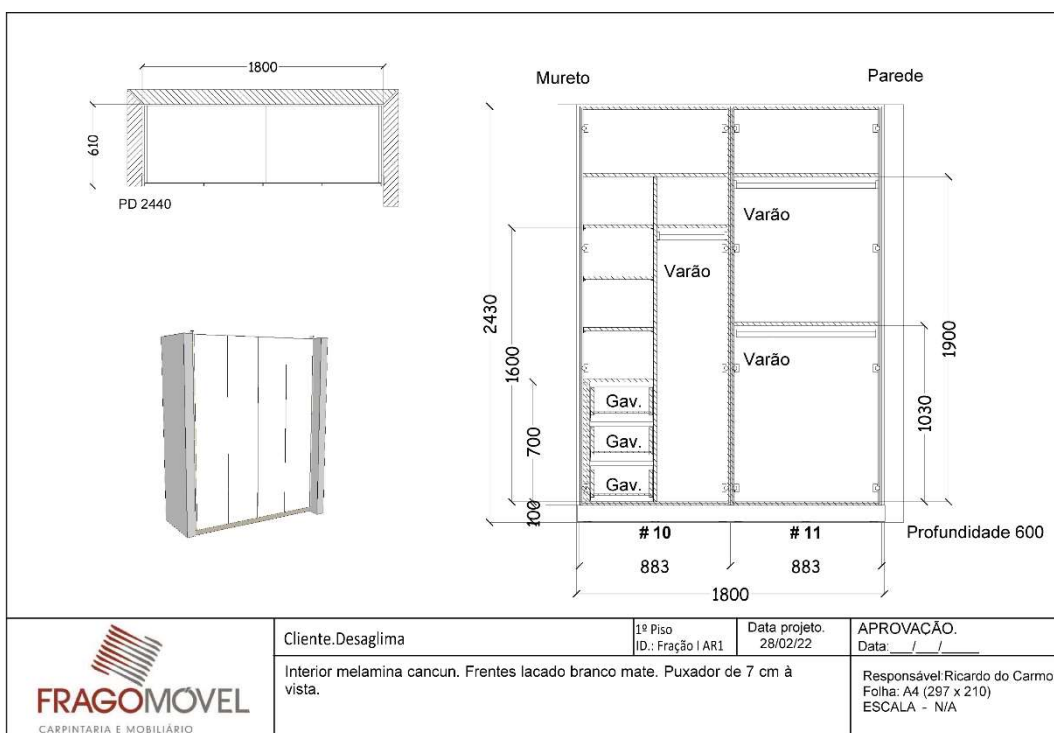 1800
610
PD 2440
Mureto
Parede
2430
1600
700
100
Varão
Varão
Varão
1900
1030
Gav.
Gav.
Gav.
# 10
# 11
Profundidade 600
883
883
1800
FRAGOMÓVEL
CARPINTARIA E MOBILIÁRIO
Cliente.Desaglima
1º Piso
ID.: Fração I AR1
Data projeto.
28/02/22
APROVAÇÃO.
Data:___/___/_____
Interior melamina cancun. Frentes lacado branco mate. Puxador de 7 cm à
vista.
Responsável:Ricardo do Carmo
Folha: A4 (297 x 210)
ESCALA - N/A